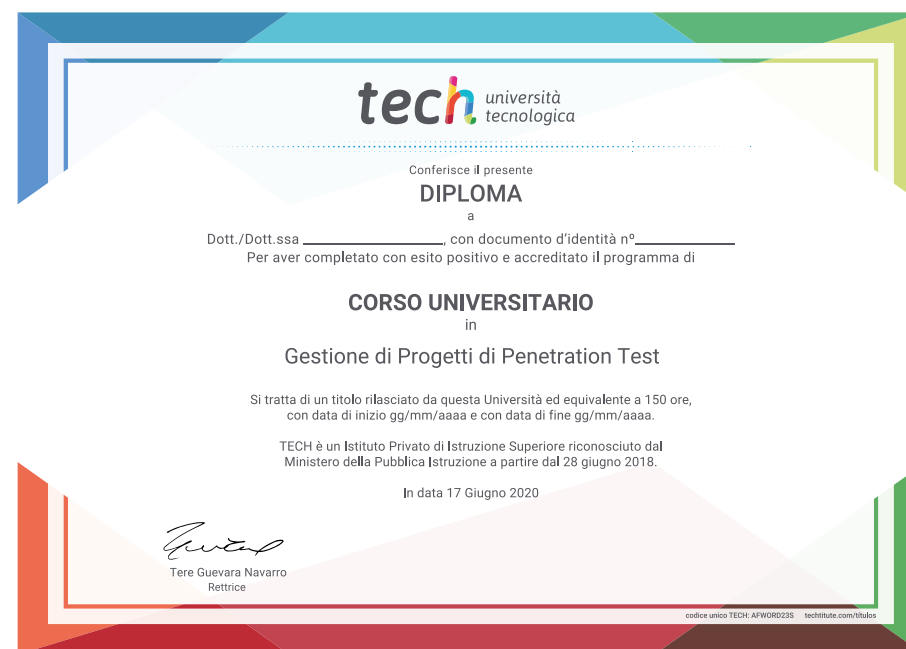 tech università
tecnologica
Conferisce il presente
DIPLOMA
a
Dott./Dott.ssa ____________________, con documento d'identità nº______________
Per aver completato con esito positivo e accreditato il programma di
CORSO UNIVERSITARIO
in
Gestione di Progetti di Penetration Test
Si tratta di un titolo rilasciato da questa Università ed equivalente a 150 ore,
con data di inizio gg/mm/aaaa e con data di fine gg/mm/aaaa.
TECH è un Istituto Privato di Istruzione Superiore riconosciuto dal
Ministero della Pubblica Istruzione a partire dal 28 giugno 2018.
In data 17 Giugno 2020
Tere Guevara Navarro
Rettrice
codice unico TECH: AFWORD23S techtitute.com/títulos